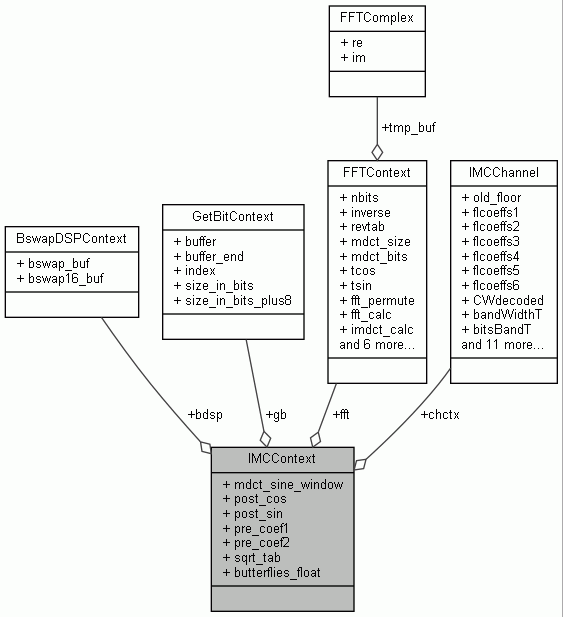 FFTComplex
+ re
+ im
+tmp_buf
FFTContext
+ nbits
+ inverse
+ revtab
+ mdct_size
+ mdct_bits
+ tcos
+ tsin
+ fft_permute
+ fft_calc
+ imdct_calc
and 6 more...
IMCChannel
+ old_floor
+ flcoeffs1
+ flcoeffs2
+ flcoeffs3
+ flcoeffs4
+ flcoeffs5
+ flcoeffs6
+ CWdecoded
+ bandWidthT
+ bitsBandT
and 11 more...
GetBitContext
+ buffer
+ buffer_end
+ index
+ size_in_bits
+ size_in_bits_plus8
BswapDSPContext
+ bswap_buf
+ bswap16_buf
+bdsp
+gb
+fft
+chctx
IMCContext
+ mdct_sine_window
+ post_cos
+ post_sin
+ pre_coef1
+ pre_coef2
+ sqrt_tab
+ butterflies_float